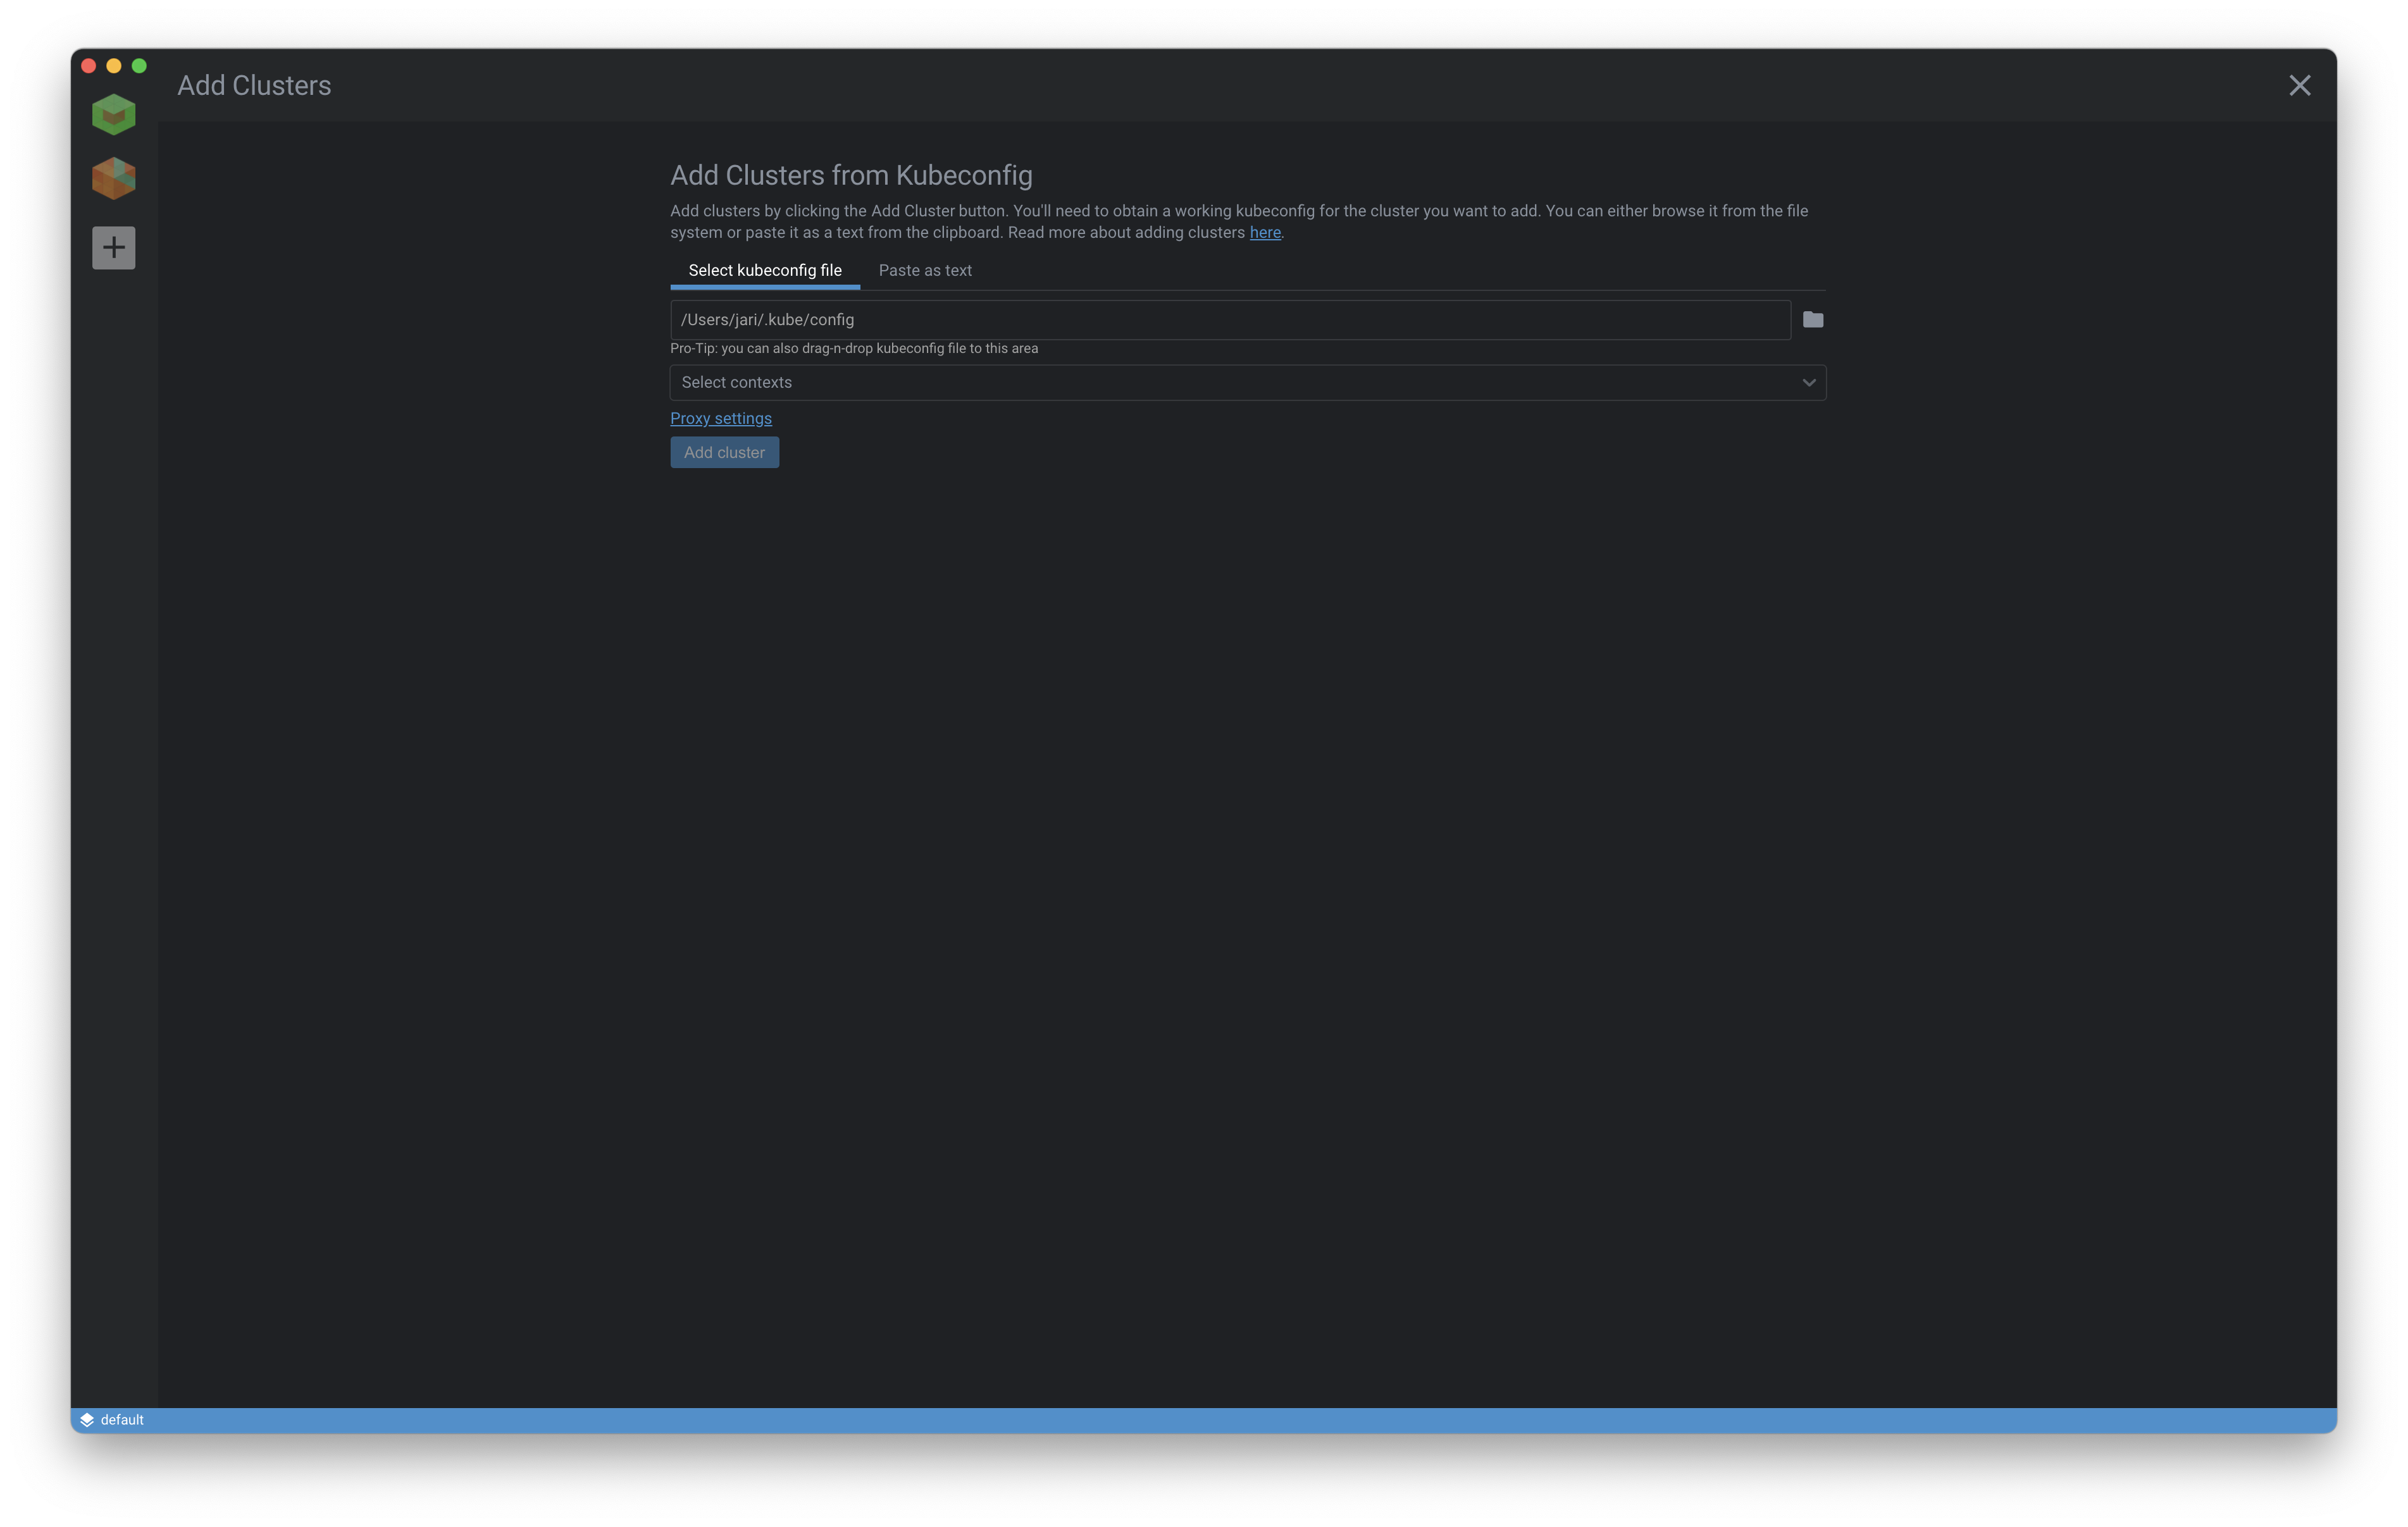 Add Clusters
Add Clusters from Kubeconfig
Add clusters by clicking the Add Cluster button. You'll need to obtain a working kubeconfig for the cluster you want to add. You can either browse it from the file
system or paste it as a text from the clipboard. Read more about adding clusters here.
Select kubeconfig file Paste as text
/Users/jari/.kube/config
Pro-Tip: you can also drag-n-drop kubeconfig file to this area
Select contexts
Proxy settings
Add cluster
default